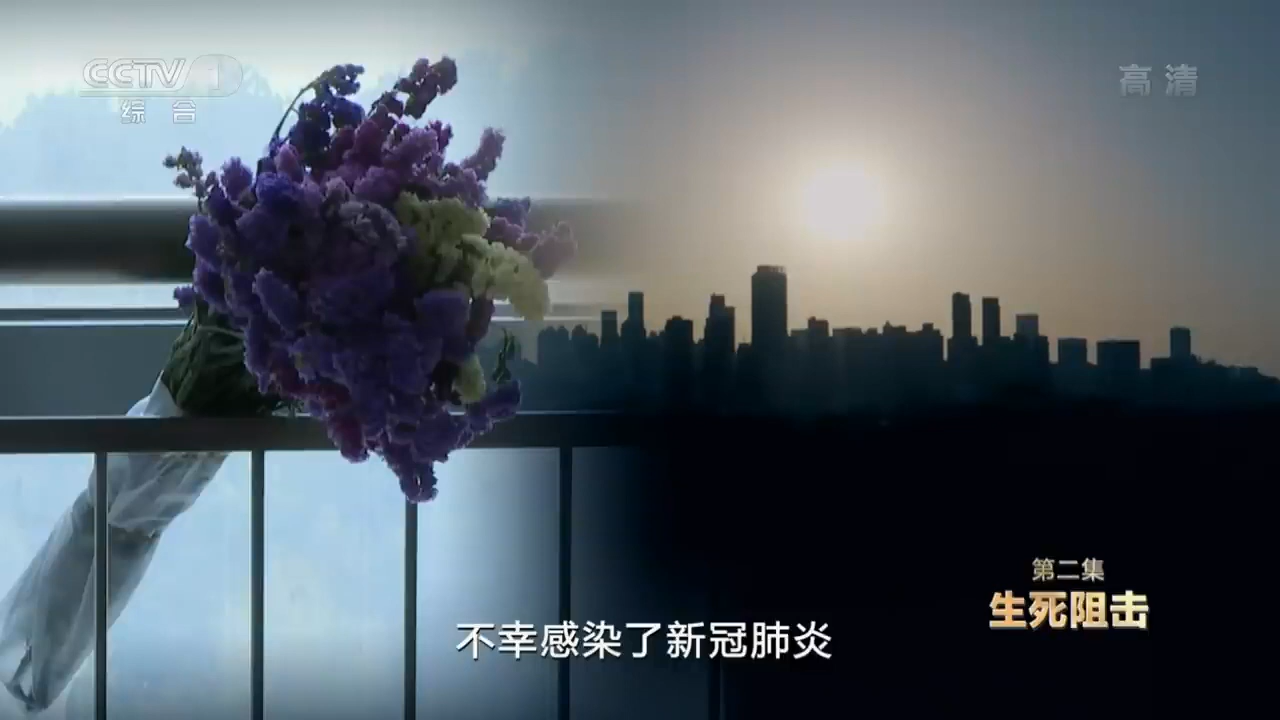 CCTV 1
综合
高清
第二集
生死阻击
不幸感染了新冠肺炎